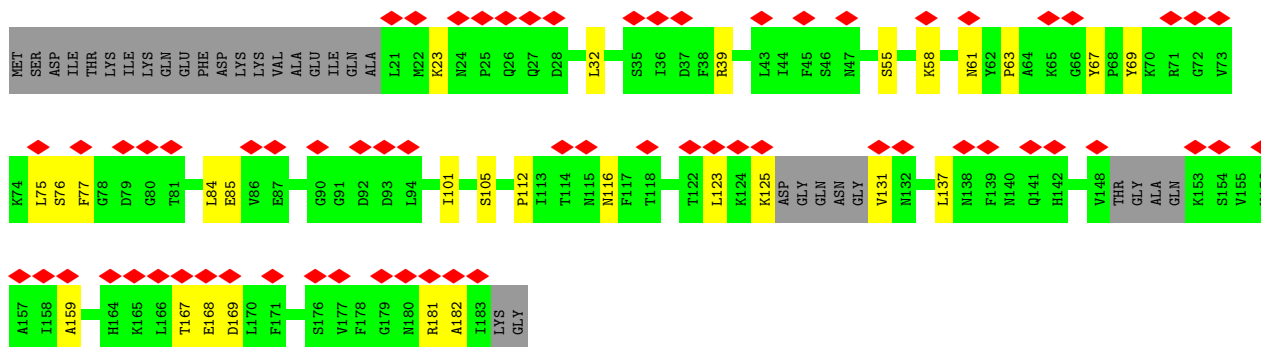 MET SER ASP ILE THR LYS ILE LYS GLN GLU PHE ASP LYS LYS VAL ALA GLU ILE GLN ALA L21 M22 K23 N24 P25 Q26 Q27 D28 L32 S35 I36 D37 F38 R39 L43 I44 F45 S46 N47 S55 K58 N61 Y62 P63 A64 K65 G66 Y67 P68 Y69 K70 R71 G72 V73
K74 L75 S76 F77 G78 D79 G80 T81 L84 E85 V86 E87 G90 G91 D92 D93 L94 I101 S105 P112 I113 T114 N115 N116 F117 T118 T122 L123 K124 K125 ASP GLY GLN ASN GLY V131 N132 L137 N138 F139 N140 Q141 H142 V148 THR GLY ALA GLN K153 S154 V155
A157 I158 A159 H164 K165 L166 T167 E168 D169 L170 F171 S176 V177 F178 G179 N180 R181 A182 I183 LYS GLY